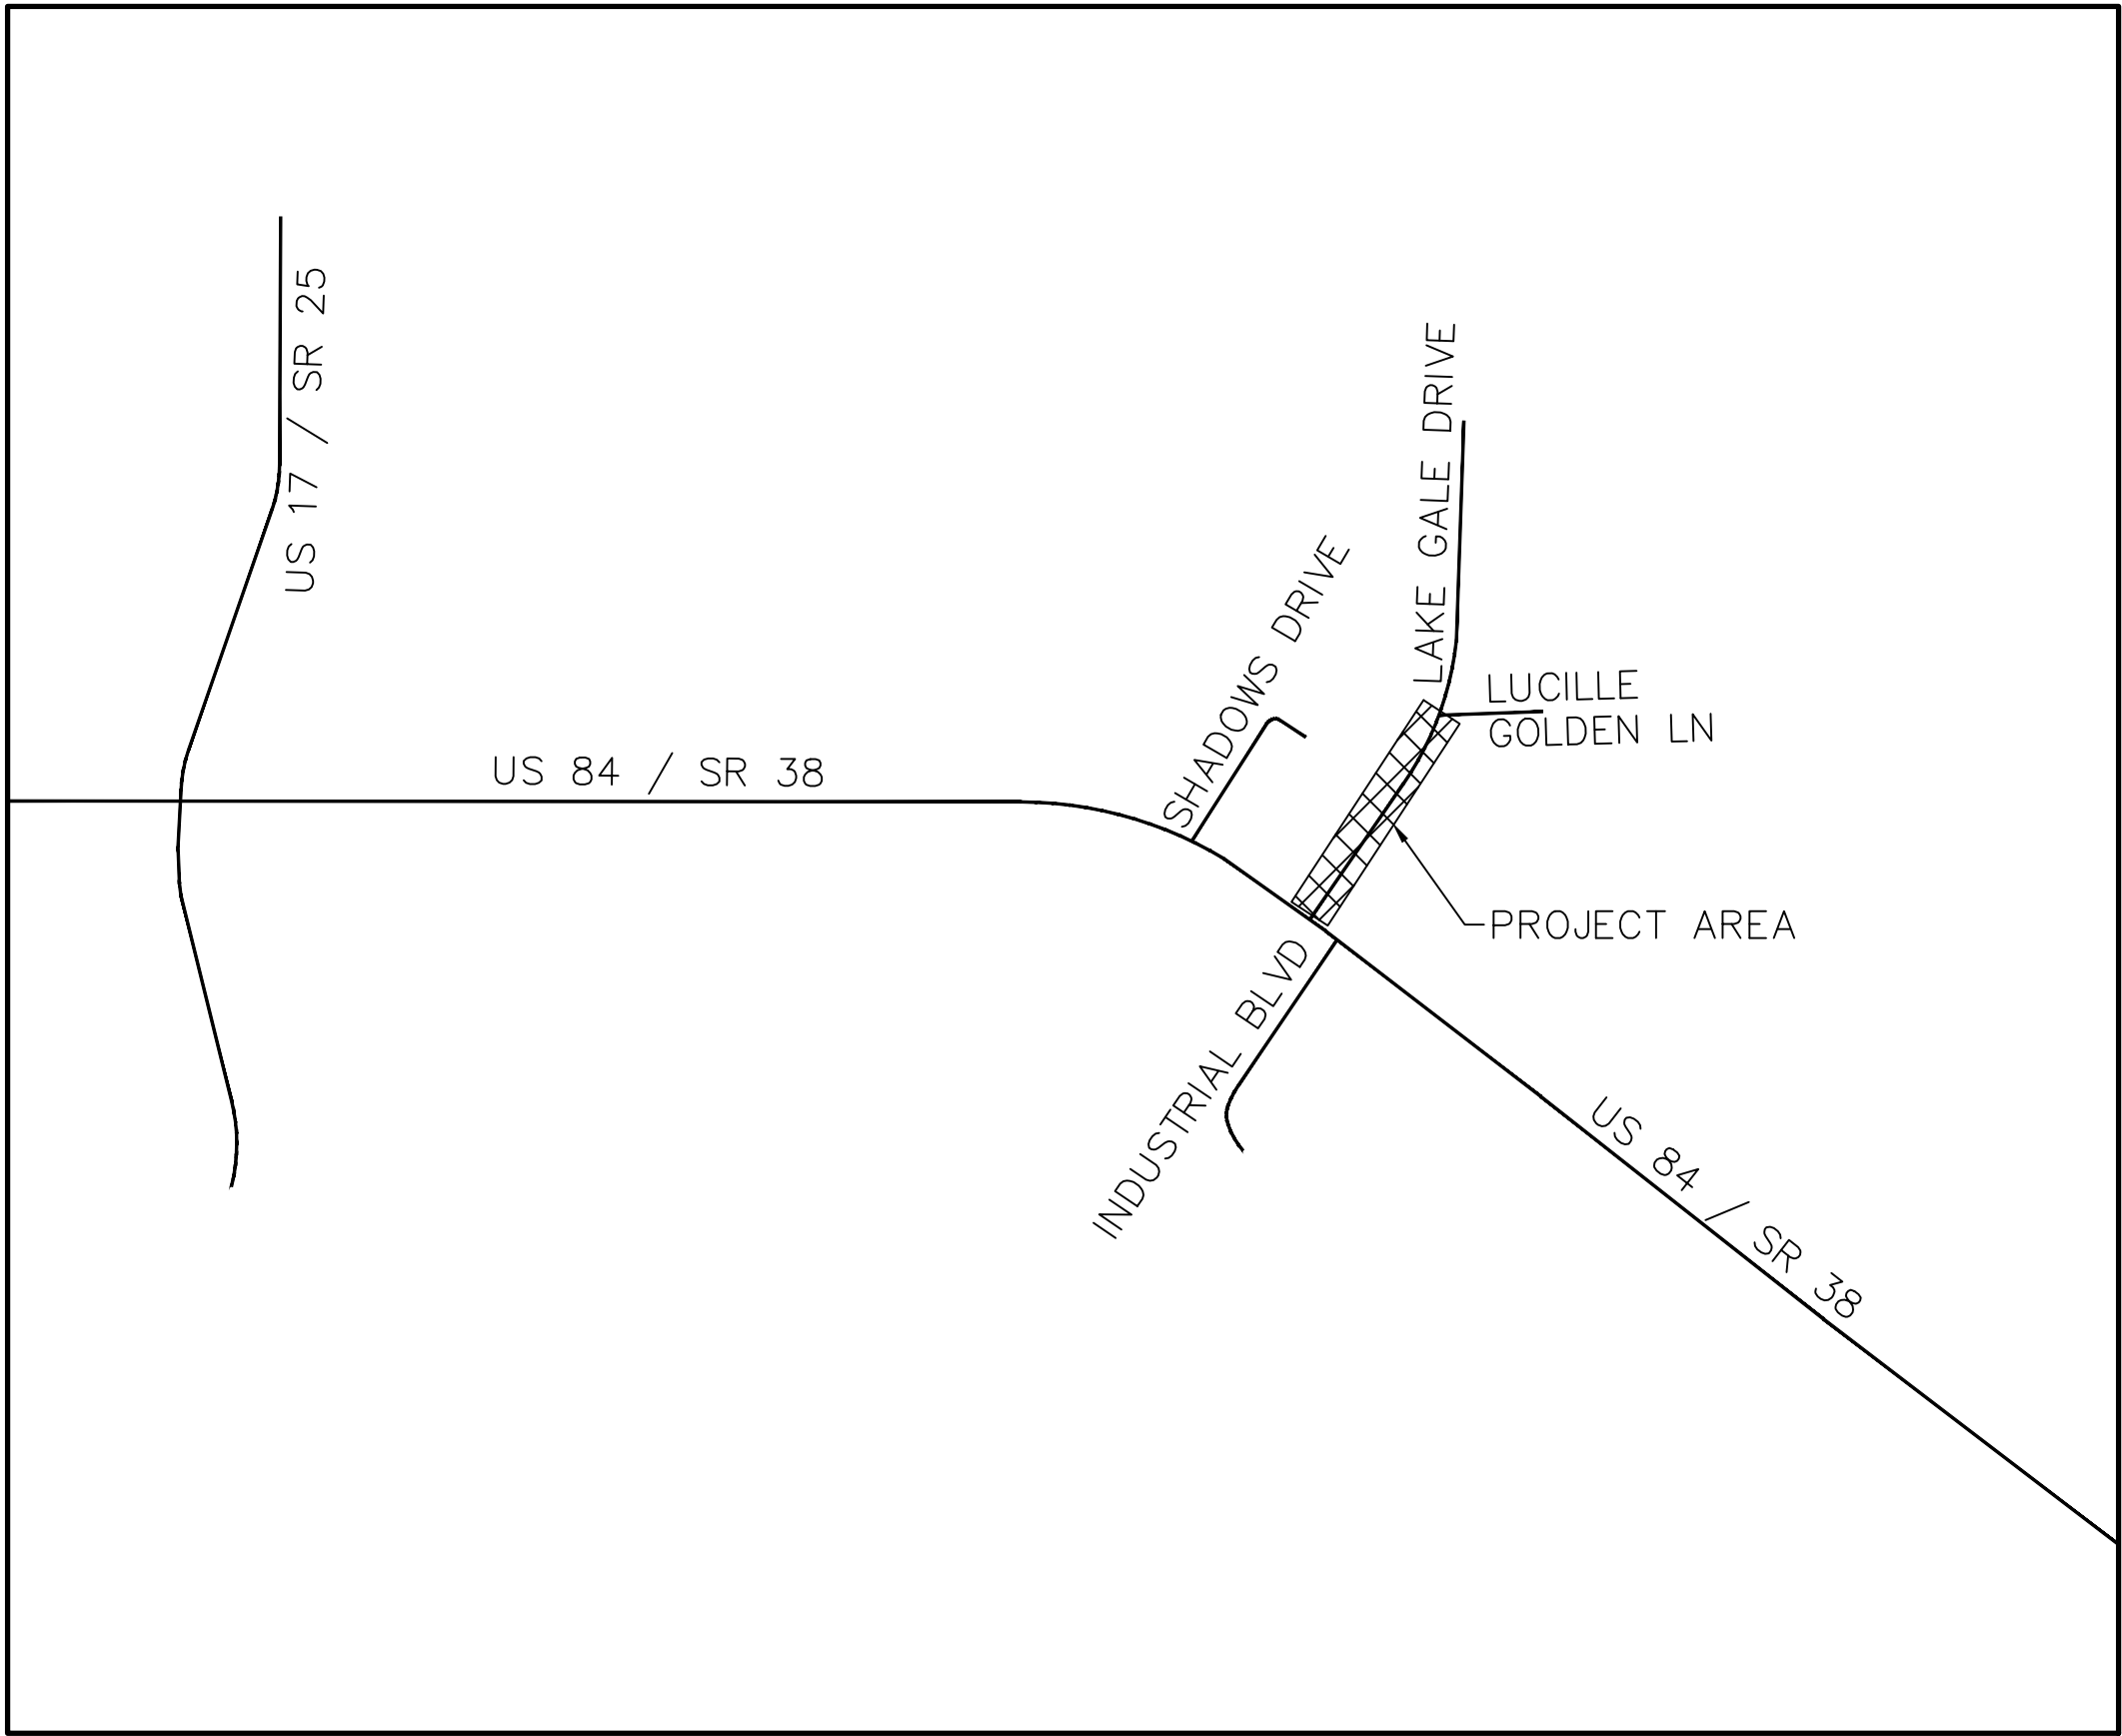 US 17 / SR 25
LAKE GALE DRIVE
SHADOWS DRIVE
LUCILLE
GOLDEN LN
US 84 / SR 38
PROJECT AREA
INDUSTRIAL BLVD
US 84 / SR 38